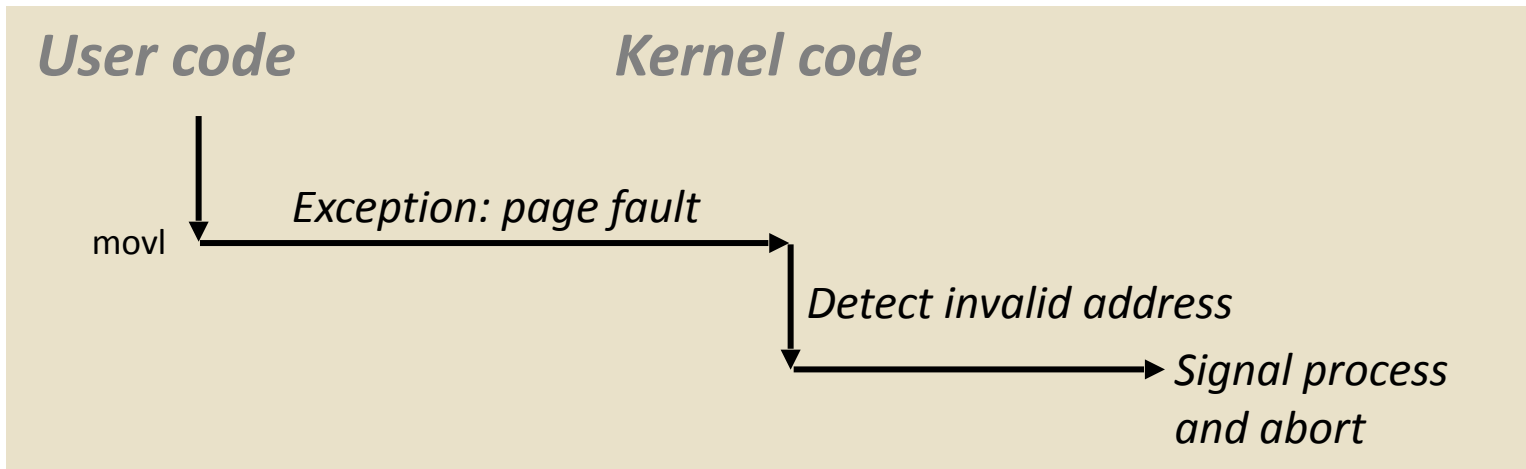 User code
Kernel code
Exception: page fault
movl
Detect invalid address
Signal process
and abort